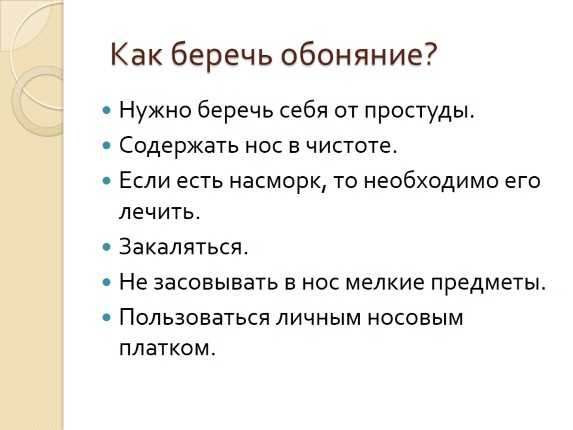 Как беречь обоняние?
• Нужно беречь себя от простуды.
• Содержать нос в чистоте.
• Если есть насморк, то необходимо его
лечить.
• Закаляться.
• Не засовывать в нос мелкие предметы.
• Пользоваться личным носовым
платком.